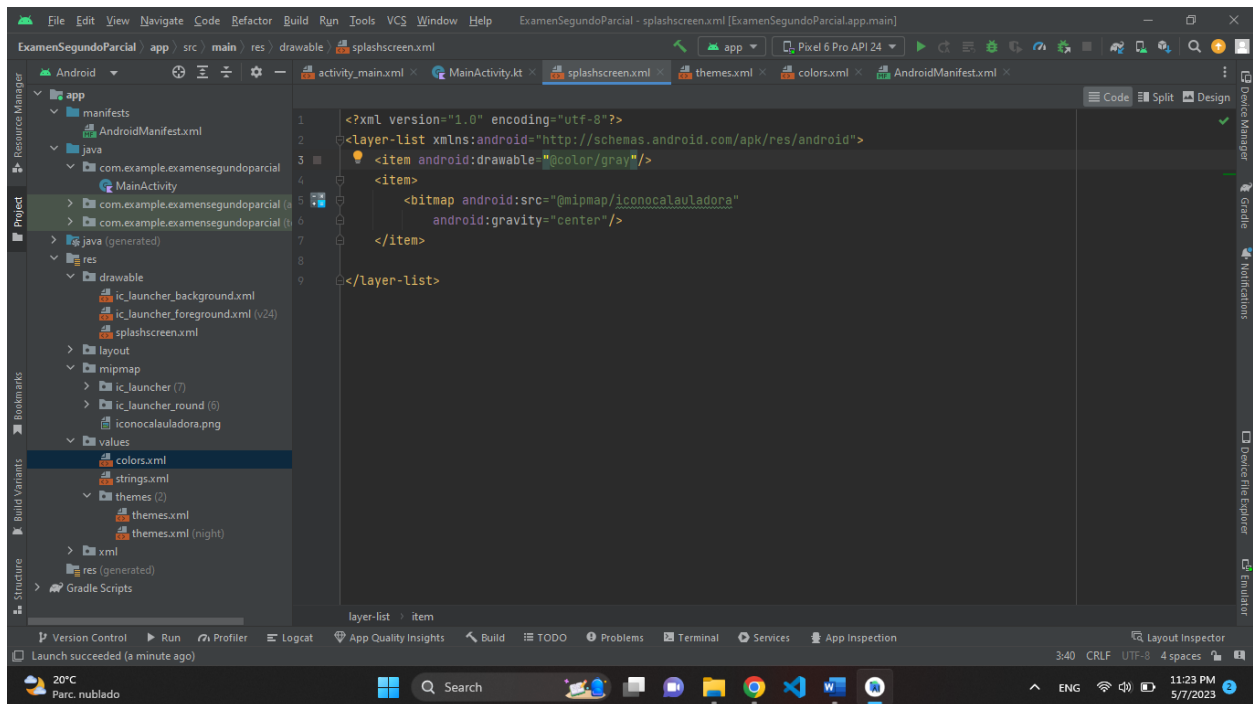 File Edit View Navigate Code Refactor Build Run Tools VCS Window Help ExamenSegundoParcial - splashscreen.xml [ExamenSegundoParcial.app.main]
ExamenSegundoParcial app src main res drawable splashscreen.xml app Pixel 6 Pro API 24
Android
activity_main.xml MainActivity.kt splashscreen.xml themes.xml colors.xml AndroidManifest.xml
Code Split Design
Resource Manager
Project
Bookmarks
Build Variants
Structure
app
manifests
AndroidManifest.xml
java
com.example.examensegundoparcial
MainActivity
com.example.examensegundoparcial (a
com.example.examensegundoparcial (t
java (generated)
res
drawable
ic_launcher_background.xml
ic_launcher_foreground.xml (v24)
splashscreen.xml
layout
mipmap
ic_launcher (7)
ic_launcher_round (6)
iconocalauladora.png
values
colors.xml
strings.xml
themes (2)
themes.xml
themes.xml (night)
xml
res (generated)
Gradle Scripts
1 <?xml version="1.0" encoding="utf-8"?>
2 <layer-list xmlns:android="http://schemas.android.com/apk/res/android">
3 <item android:drawable="@color/gray"/>
4 <item>
5 <bitmap android:src="@mipmap/iconocalauladora"
6 android:gravity="center"/>
7 </item>
8
9 </layer-list>
layer-list item
Device Manager
Gradle
Notifications
Device File Explorer
Emulator
Version Control Run Profiler Logcat App Quality Insights Build TODO Problems Terminal Services App Inspection Layout Inspector
Launch succeeded (a minute ago) 3:40 CRLF UTF-8 4 spaces
20°C
Parc. nublado
Search
ENG
11:23 PM
5/7/2023
2